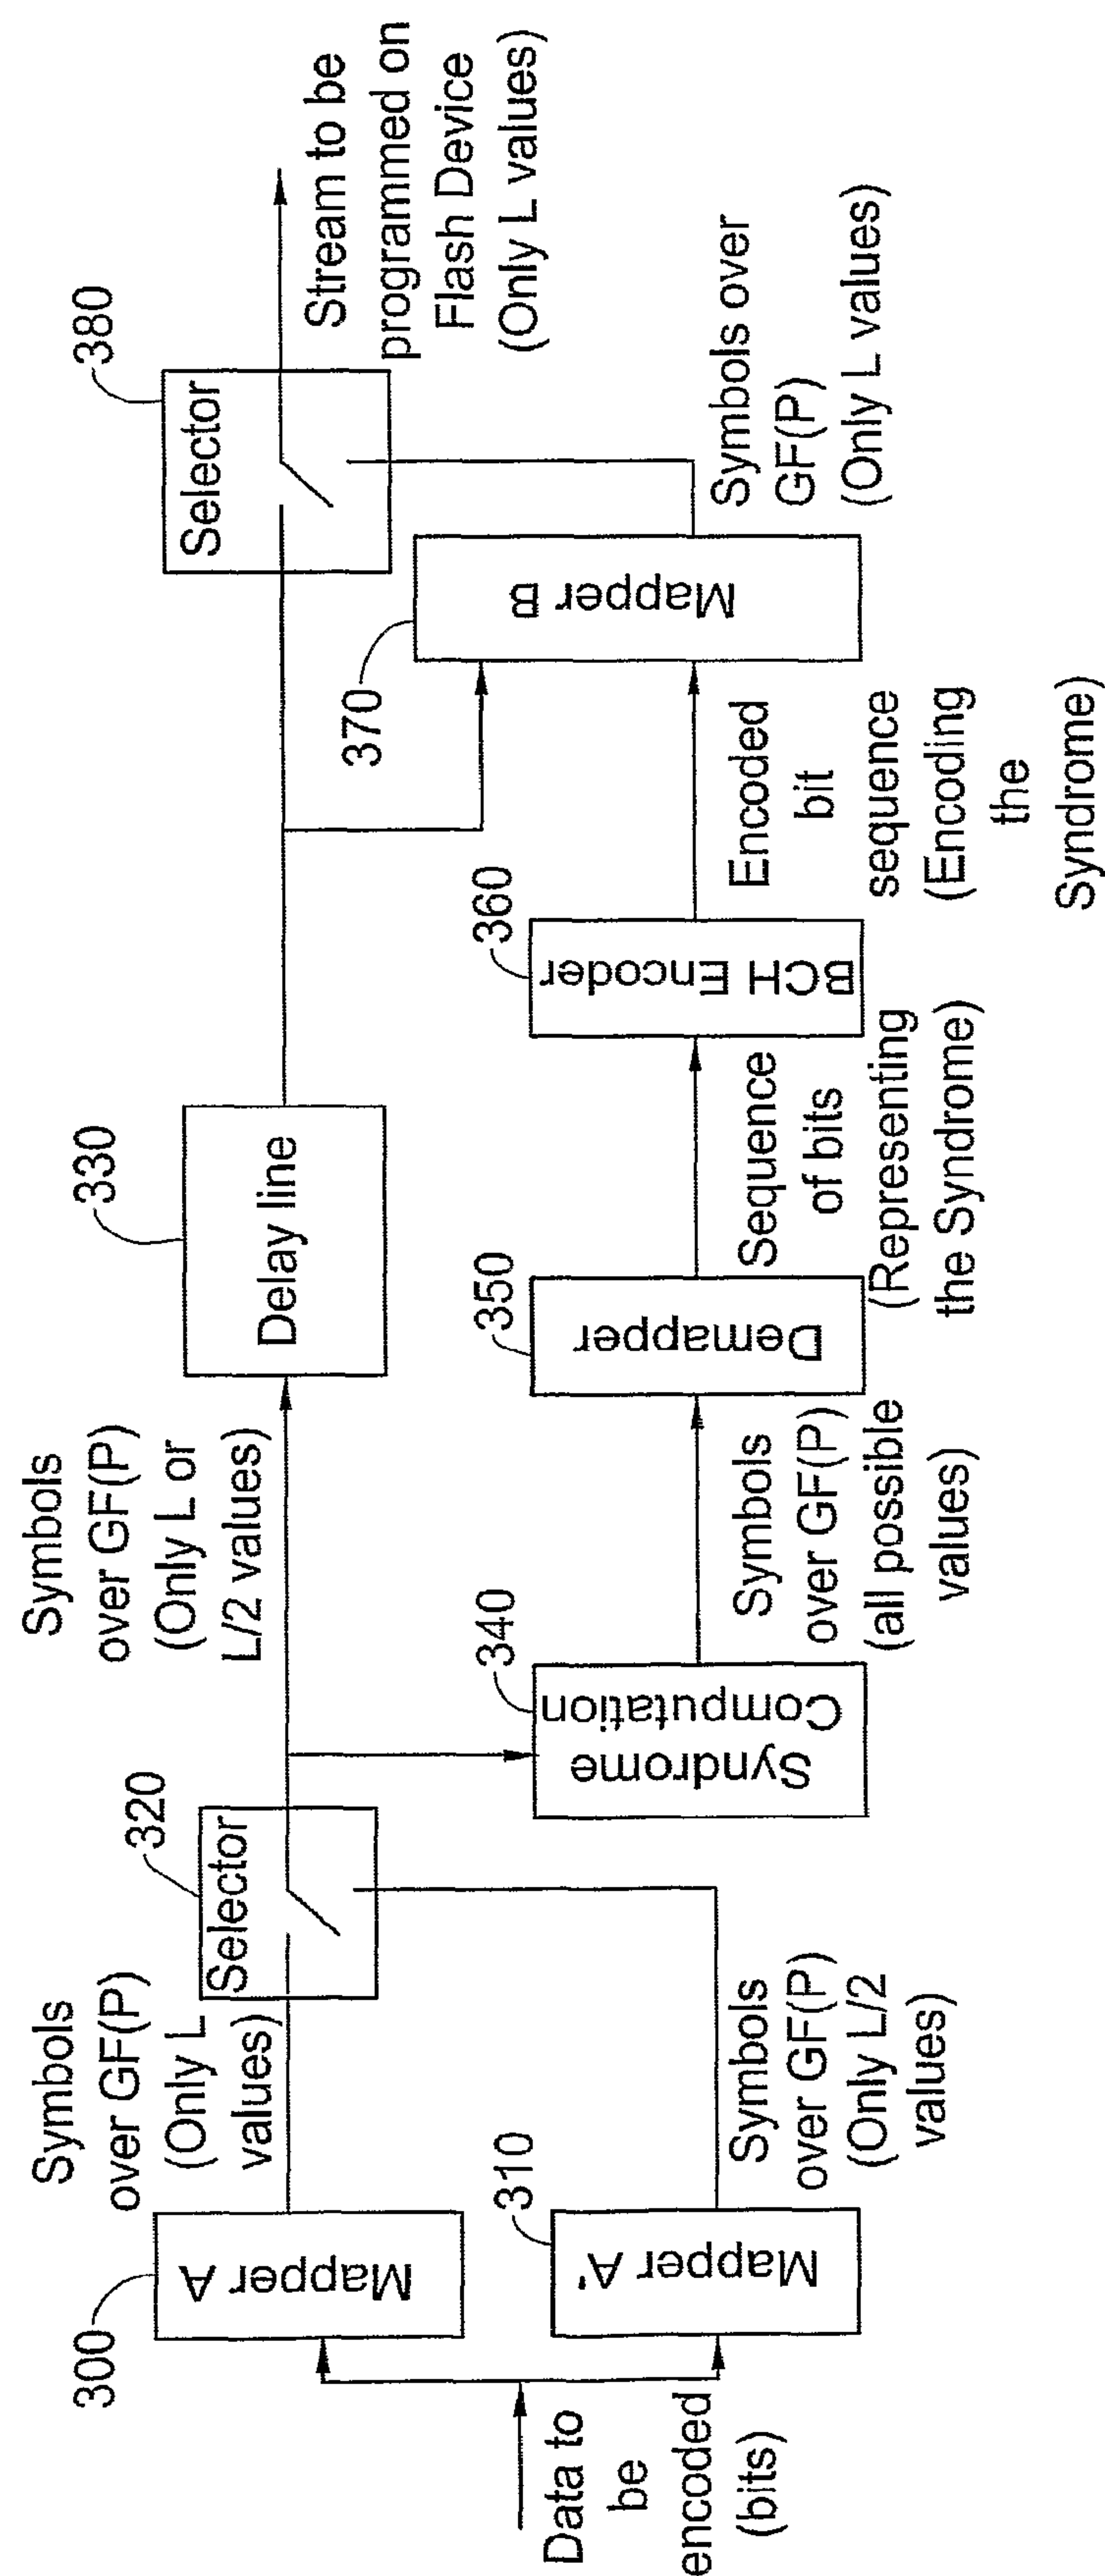 Data to
be
encoded
(bits)
300
Mapper A
310
Mapper A'
Symbols
over GF(P)
(Only L
values)
Symbols
over GF(P)
(Only L/2
values)
320
Selector
Symbols
over GF(P)
(Only L or
L/2 values)
340
Syndrome
Computation
330
Delay line
Symbols
over GF(P)
(all possible
values)
350
Demapper
Sequence
of bits
(Representing
the Syndrome)
360
BCH Encoder
Encoded
bit
sequence
(Encoding
the
Syndrome)
370
Mapper B
Symbols over
GF(P)
(Only L values)
380
Selector
Stream to be
programmed on
Flash Device
(Only L values)